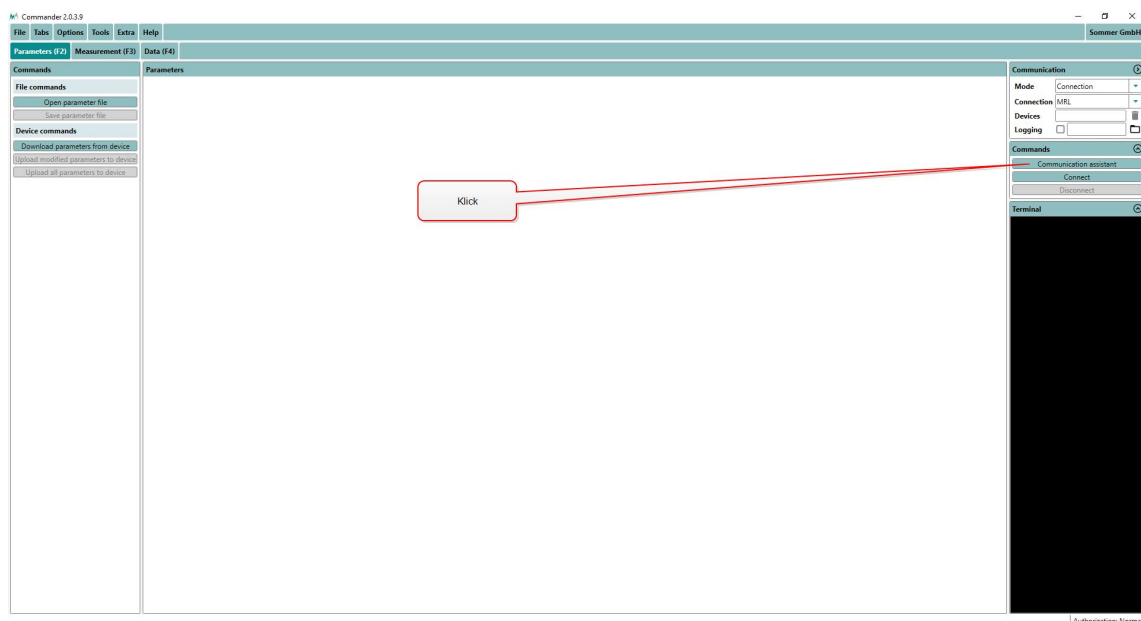 Commander 2.0.3.9
File Tabs Options Tools Extra Help Sommer GmbH
Parameters (F2) Measurement (F3) Data (F4)
Commands
File commands
Open parameter file
Save parameter file
Device commands
Download parameters from device
Upload modified parameters to device
Upload all parameters to device
Parameters
Klick
Communication
Mode Connection
Connection MRL
Devices
Logging
Commands
Communication assistant
Connect
Disconnect
Terminal
Authorization: